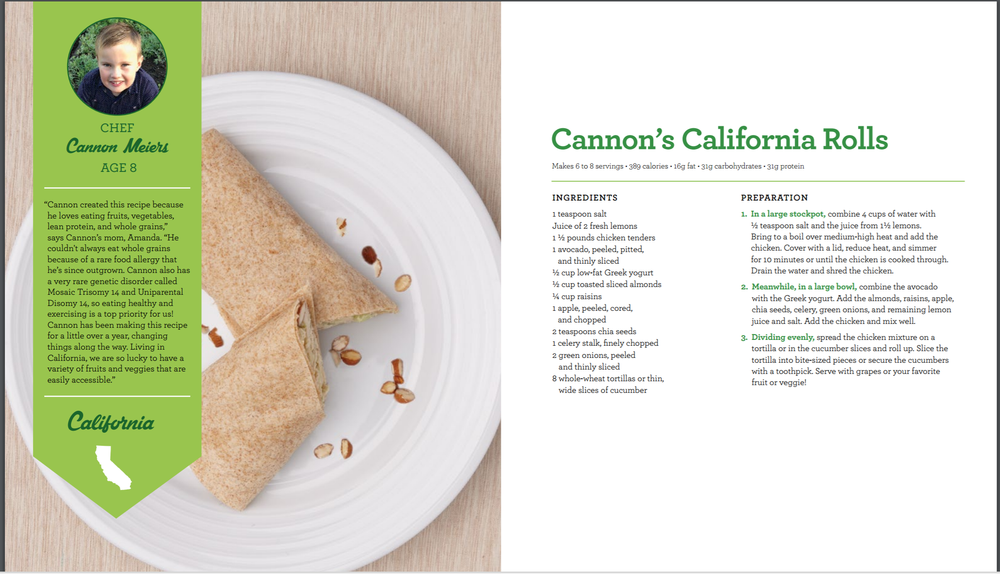 CHEF
Cannon Meiers
AGE 8
“Cannon created this recipe because
he loves eating fruits, vegetables,
lean protein, and whole grains,”
says Cannon’s mom, Amanda. “He
couldn’t always eat whole grains
because of a rare food allergy that
he’s since outgrown. Cannon also has
a very rare genetic disorder called
Mosaic Trisomy 14 and Uniparental
Disomy 14, so eating healthy and
exercising is a top priority for us!
Cannon has been making this recipe
for a little over a year, changing
things along the way. Living in
California, we are so lucky to have a
variety of fruits and veggies that are
easily accessible.”
California
Cannon’s California Rolls
Makes 6 to 8 servings • 389 calories • 16g fat • 31g carbohydrates • 31g protein
INGREDIENTS
1 teaspoon salt
Juice of 2 fresh lemons
1 ½ pounds chicken tenders
1 avocado, peeled, pitted,
and thinly sliced
½ cup low-fat Greek yogurt
½ cup toasted sliced almonds
¼ cup raisins
1 apple, peeled, cored,
and chopped
2 teaspoons chia seeds
1 celery stalk, finely chopped
2 green onions, peeled
and thinly sliced
8 whole-wheat tortillas or thin,
wide slices of cucumber
PREPARATION
1. In a large stockpot, combine 4 cups of water with
½ teaspoon salt and the juice from 1½ lemons.
Bring to a boil over medium-high heat and add the
chicken. Cover with a lid, reduce heat, and simmer
for 10 minutes or until the chicken is cooked through.
Drain the water and shred the chicken.
2. Meanwhile, in a large bowl, combine the avocado
with the Greek yogurt. Add the almonds, raisins, apple,
chia seeds, celery, green onions, and remaining lemon
juice and salt. Add the chicken and mix well.
3. Dividing evenly, spread the chicken mixture on a
tortilla or in the cucumber slices and roll up. Slice the
tortilla into bite-sized pieces or secure the cucumbers
with a toothpick. Serve with grapes or your favorite
fruit or veggie!